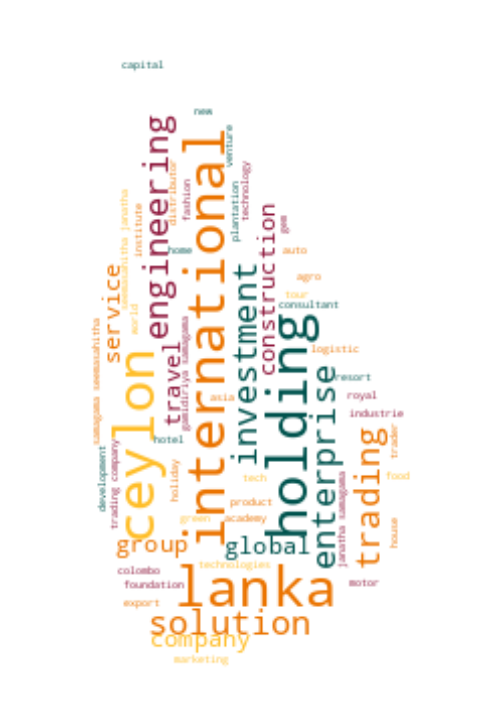 capital
new
engineering
international
venture
distributor
fashion
technology
plantation
seemasahitha janatha
institute
construction
gem
home
auto
service
investment
agro
tour
consultant
world
holding
samagama seemasahitha
gamidiriya samagama
travel
logistic
ceylon
enterprise
resort
asia
royal
industrie
trading
trader
hotel
development
trading company
holiday
tech
janatha samagama
food
product
green
academy
house
group
global
technologies
colombo
lanka
foundation
motor
export
solution
company
marketing